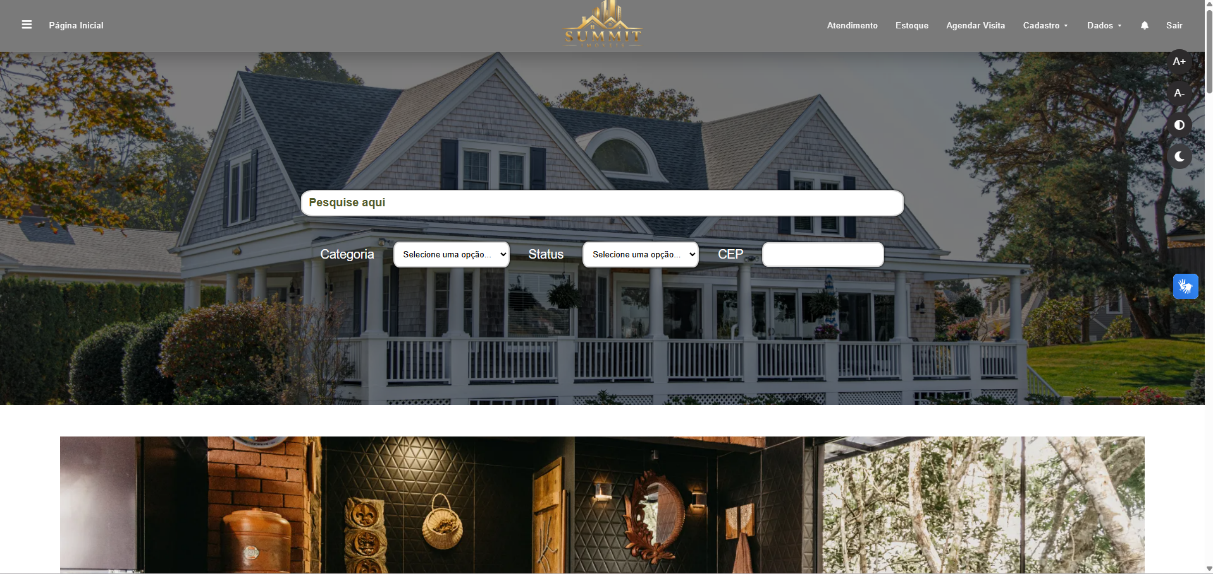 Página Inicial
SUMMIT
Atendimento
Estoque
Agendar Visita
Cadastro
Dados
Sair
A+
A-
Pesquise aqui
Categoria
Selecione uma opção...
Status
Selecione uma opção...
CEP